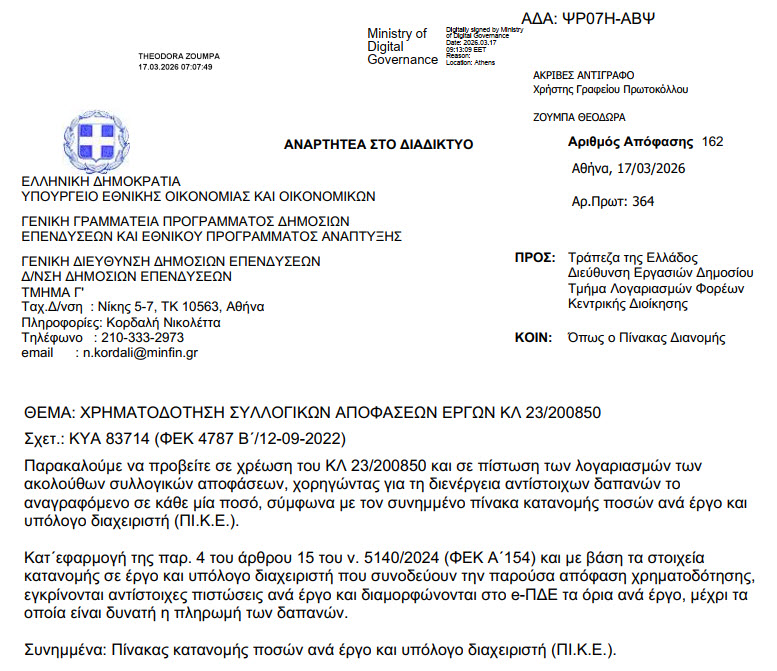 ΑΔΑ: ΨΡ07Η-ΑΒΨ
THEODORA ZOUMPA
17.03.2026 07:07:49
Ministry of
Digital
Governance
Digitally signed by Ministry
of Digital Governance
Date: 2026.03.17
09:13:09 EET
Reason:
Location: Athens
ΑΚΡΙΒΕΣ ΑΝΤΙΓΡΑΦΟ
Χρήστης Γραφείου Πρωτοκόλλου
ΖΟΥΜΠΑ ΘΕΟΔΩΡΑ
ΑΝΑΡΤΗΤΕΑ ΣΤΟ ΔΙΑΔΙΚΤΥΟ
Αριθμός Απόφασης 162
Αθήνα, 17/03/2026
Αρ.Πρωτ: 364
ΕΛΛΗΝΙΚΗ ΔΗΜΟΚΡΑΤΙΑ
ΥΠΟΥΡΓΕΙΟ ΕΘΝΙΚΗΣ ΟΙΚΟΝΟΜΙΑΣ ΚΑΙ ΟΙΚΟΝΟΜΙΚΩΝ
ΓΕΝΙΚΗ ΓΡΑΜΜΑΤΕΙΑ ΠΡΟΓΡΑΜΜΑΤΟΣ ΔΗΜΟΣΙΩΝ
ΕΠΕΝΔΥΣΕΩΝ ΚΑΙ ΕΘΝΙΚΟΥ ΠΡΟΓΡΑΜΜΑΤΟΣ ΑΝΑΠΤΥΞΗΣ
ΓΕΝΙΚΗ ΔΙΕΥΘΥΝΣΗ ΔΗΜΟΣΙΩΝ ΕΠΕΝΔΥΣΕΩΝ
Δ/ΝΣΗ ΔΗΜΟΣΙΩΝ ΕΠΕΝΔΥΣΕΩΝ
ΤΜΗΜΑ Γ'
Ταχ.Δ/νση : Νίκης 5-7, ΤΚ 10563, Αθήνα
Πληροφορίες: Κορδαλή Νικολέττα
Τηλέφωνο : 210-333-2973
email : n.kordali@minfin.gr
ΠΡΟΣ: Τράπεζα της Ελλάδος
Διεύθυνση Εργασιών Δημοσίου
Τμήμα Λογαριασμών Φορέων
Κεντρικής Διοίκησης
ΚΟΙΝ: Όπως ο Πίνακας Διανομής
ΘΕΜΑ: ΧΡΗΜΑΤΟΔΟΤΗΣΗ ΣΥΛΛΟΓΙΚΩΝ ΑΠΟΦΑΣΕΩΝ ΕΡΓΩΝ ΚΛ 23/200850
Σχετ.: ΚΥΑ 83714 (ΦΕΚ 4787 Β΄/12-09-2022)
Παρακαλούμε να προβείτε σε χρέωση του ΚΛ 23/200850 και σε πίστωση των λογαριασμών των
ακολούθων συλλογικών αποφάσεων, χορηγώντας για τη διενέργεια αντίστοιχων δαπανών το
αναγραφόμενο σε κάθε μία ποσό, σύμφωνα με τον συνημμένο πίνακα κατανομής ποσών ανά έργο και
υπόλογο διαχειριστή (ΠΙ.Κ.Ε.).
Κατ΄εφαρμογή της παρ. 4 του άρθρου 15 του ν. 5140/2024 (ΦΕΚ Α΄154) και με βάση τα στοιχεία
κατανομής σε έργο και υπόλογο διαχειριστή που συνοδεύουν την παρούσα απόφαση χρηματοδότησης,
εγκρίνονται αντίστοιχες πιστώσεις ανά έργο και διαμορφώνονται στο e-ΠΔΕ τα όρια ανά έργο, μέχρι τα
οποία είναι δυνατή η πληρωμή των δαπανών.
Συνημμένα: Πίνακας κατανομής ποσών ανά έργο και υπόλογο διαχειριστή (ΠΙ.Κ.Ε.).